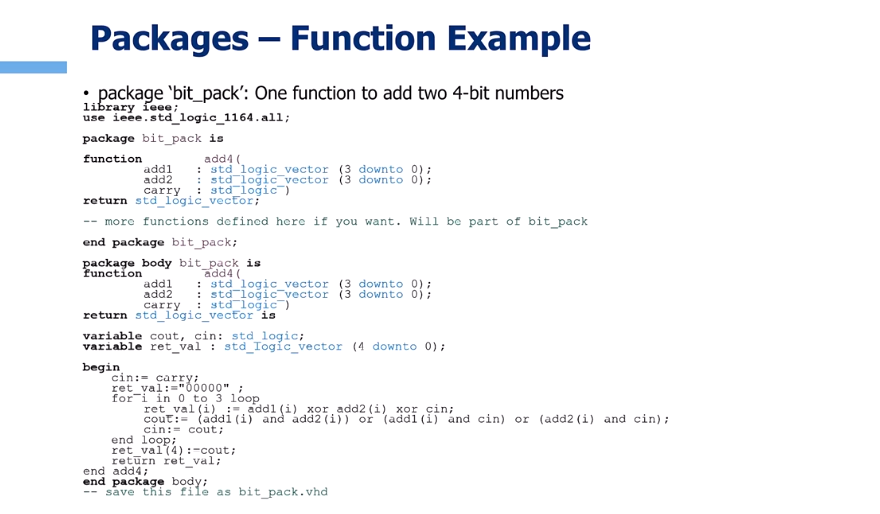 Packages – Function Example
• package ‘bit_pack’: One function to add two 4-bit numbers
library ieee;
use ieee.std_logic_1164.all;
package bit_pack is
function add4(
add1 : std_logic_vector (3 downto 0);
add2 : std_logic_vector (3 downto 0);
carry : std_logic )
return std_logic_vector;
-- more functions defined here if you want. Will be part of bit_pack
end package bit_pack;
package body bit_pack is
function add4(
add1 : std_logic_vector (3 downto 0);
add2 : std_logic_vector (3 downto 0);
carry : std_logic )
return std_logic_vector is
variable cout, cin: std_logic;
variable ret_val : std_logic_vector (4 downto 0);
begin
cin:= carry;
ret_val:="00000" ;
for i in 0 to 3 loop
ret_val(i) := add1(i) xor add2(i) xor cin;
cout:= (add1(i) and add2(i)) or (add1(i) and cin) or (add2(i) and cin);
cin:= cout;
end loop;
ret_val(4):=cout;
return ret_val;
end add4;
end package body;
-- save this file as bit_pack.vhd